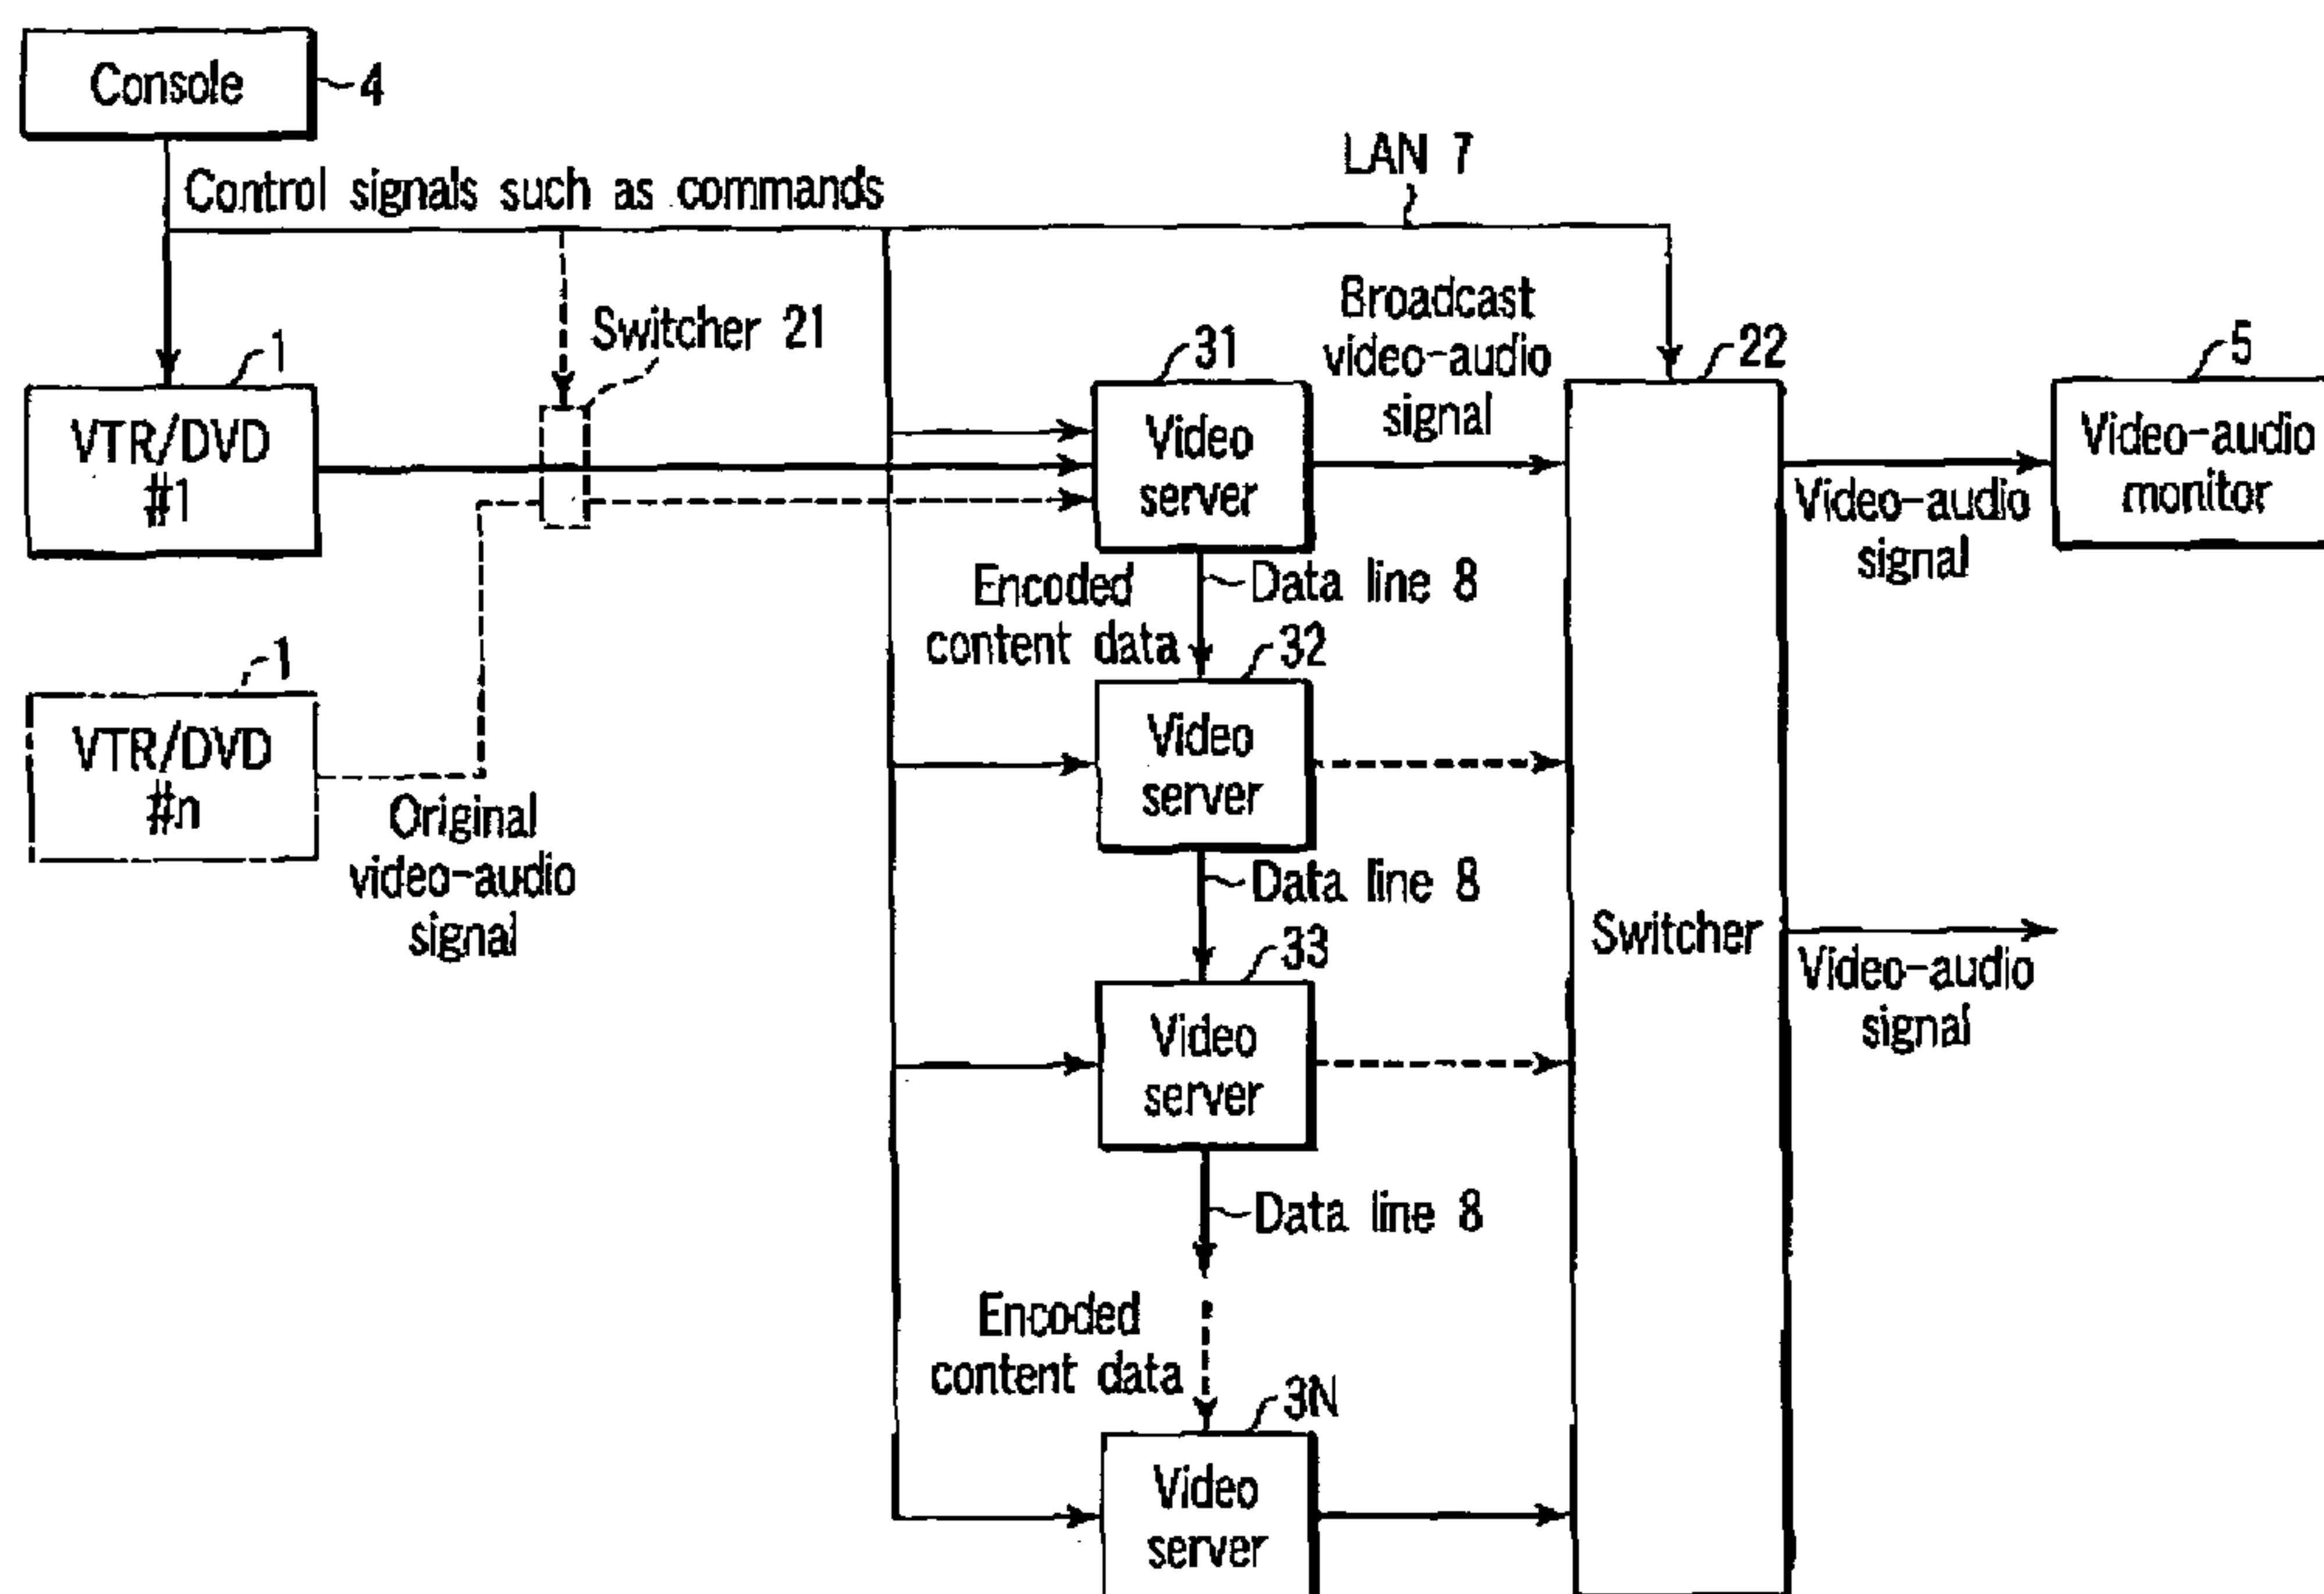 Console
4
Control signals such as commands
LAN 7
Switcher 21
1
VTR/DVD
#1
31
Video
server
Broadcast
video-audio
signal
22
5
Video-audio
monitor
Video-audio
signal
Encoded
content data
Data line 8
1
VTR/DVD
#n
Original
video-audio
signal
32
Video
server
Data line 8
33
Video
server
Switcher
Video-audio
signal
Data line 8
Encoded
content data
3N
Video
server